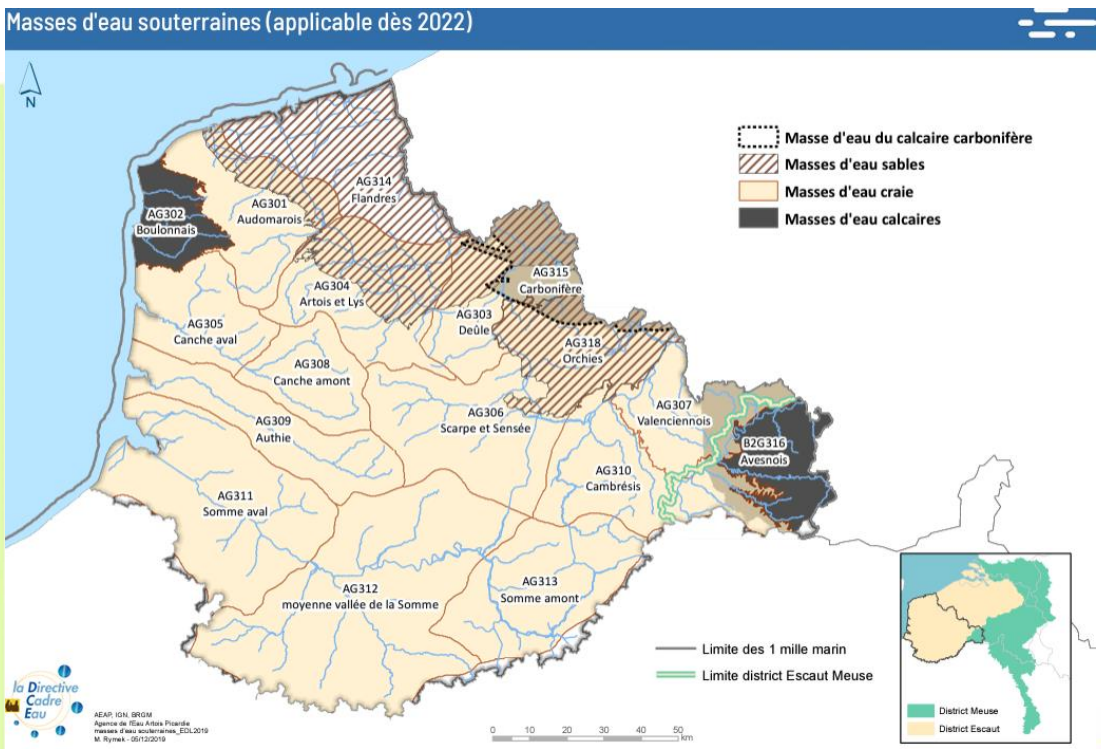 Masses d'eau souterraines (applicable dès 2022)
N
Masse d'eau du calcaire carbonifère
Masses d'eau sables
Masses d'eau craie
Masses d'eau calcaires
AG314
Flandres
AG301
Audomarois
AG302
Boulonnais
AG315
Carbonifère
AG304
Artois et Lys
AG303
Deûle
AG305
Canche aval
AG318
Orchies
AG308
Canche amont
AG307
Valenciennois
AG306
Scarpe et Sensée
AG309
Authie
B2G316
Avesnois
AG310
Cambrésis
AG311
Somme aval
AG312
moyenne vallée de la Somme
AG313
Somme amont
Limite des 1 mille marin
Limite district Escaut Meuse
District Meuse
District Escaut
la Directive
Cadre
Eau
AEAP, IGN, BRGM
Agence de l'Eau Artois Picardie
masses d'eau souterraines_EDL2019
M. Rymek - 05/12/2019
0 10 20 30 40 50
km